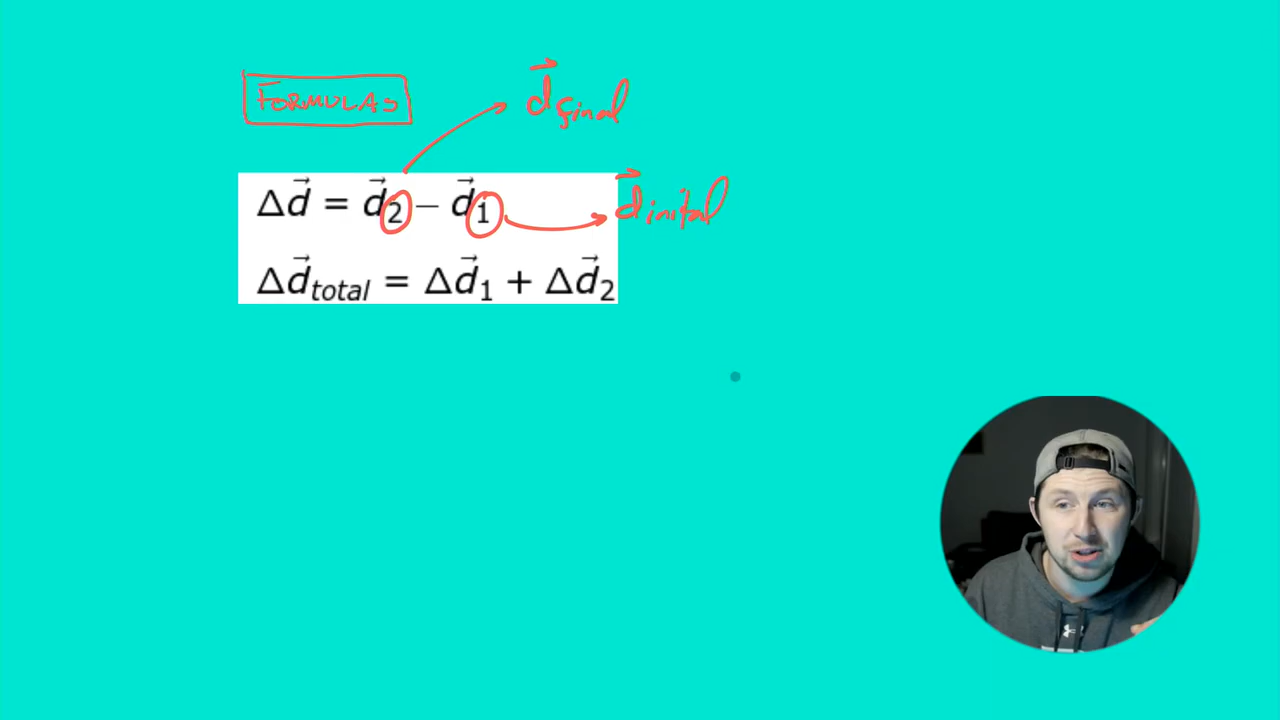 FORMULAS
d⃗final
Δd⃗ = d⃗2 − d⃗1
d⃗inital
Δd⃗total = Δd⃗1 + Δd⃗2